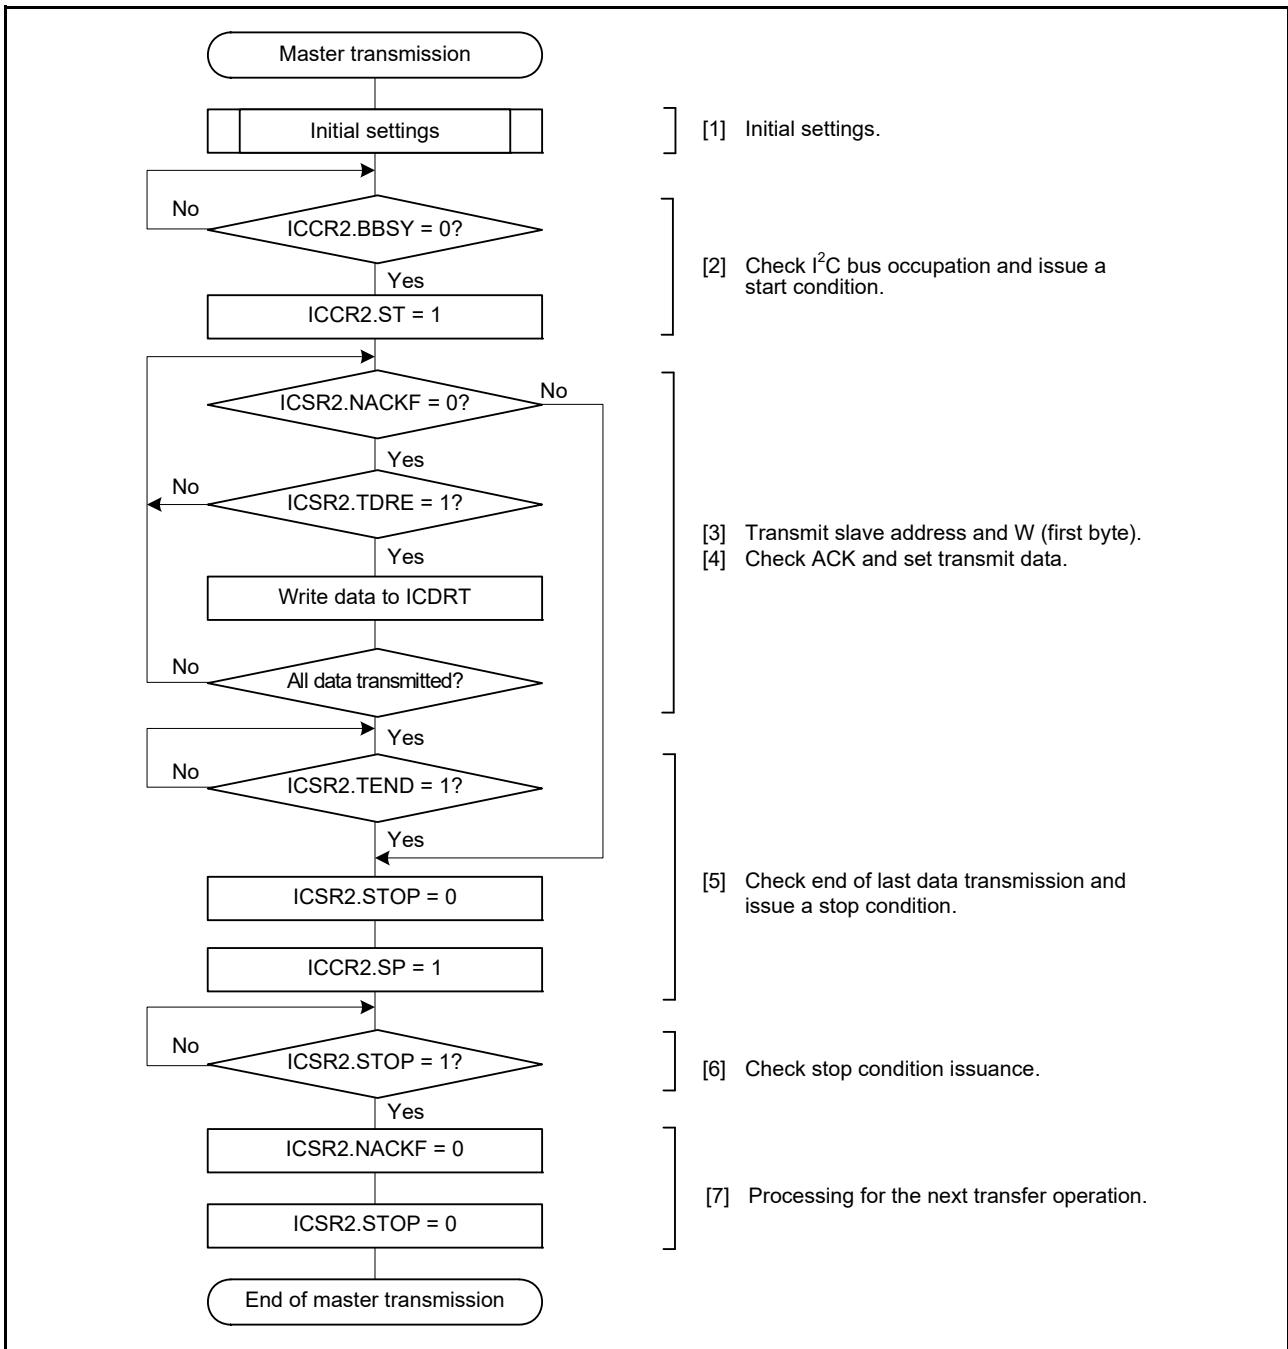 Master transmission
Initial settings
[1] Initial settings.
No
ICCR2.BBSY = 0?
Yes
[2] Check I²C bus occupation and issue a
start condition.
ICCR2.ST = 1
ICSR2.NACKF = 0?
No
Yes
No
ICSR2.TDRE = 1?
Yes
[3] Transmit slave address and W (first byte).
[4] Check ACK and set transmit data.
Write data to ICDRT
No
All data transmitted?
Yes
No
ICSR2.TEND = 1?
Yes
ICSR2.STOP = 0
[5] Check end of last data transmission and
issue a stop condition.
ICCR2.SP = 1
No
ICSR2.STOP = 1?
[6] Check stop condition issuance.
Yes
ICSR2.NACKF = 0
[7] Processing for the next transfer operation.
ICSR2.STOP = 0
End of master transmission